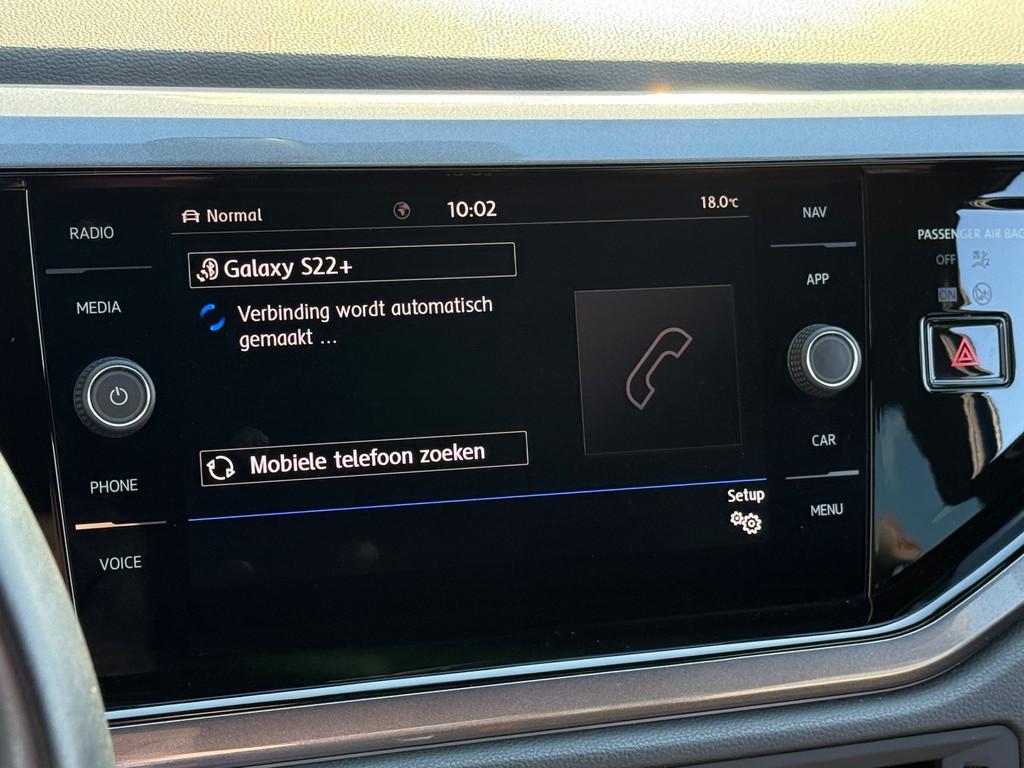 Normal
10:02
18.0°C
RADIO
MEDIA
PHONE
VOICE
Galaxy S22+
Verbinding wordt automatisch
gemaakt ...
Mobiele telefoon zoeken
Setup
NAV
APP
CAR
MENU
PASSENGER AIR BAG
OFF
ON